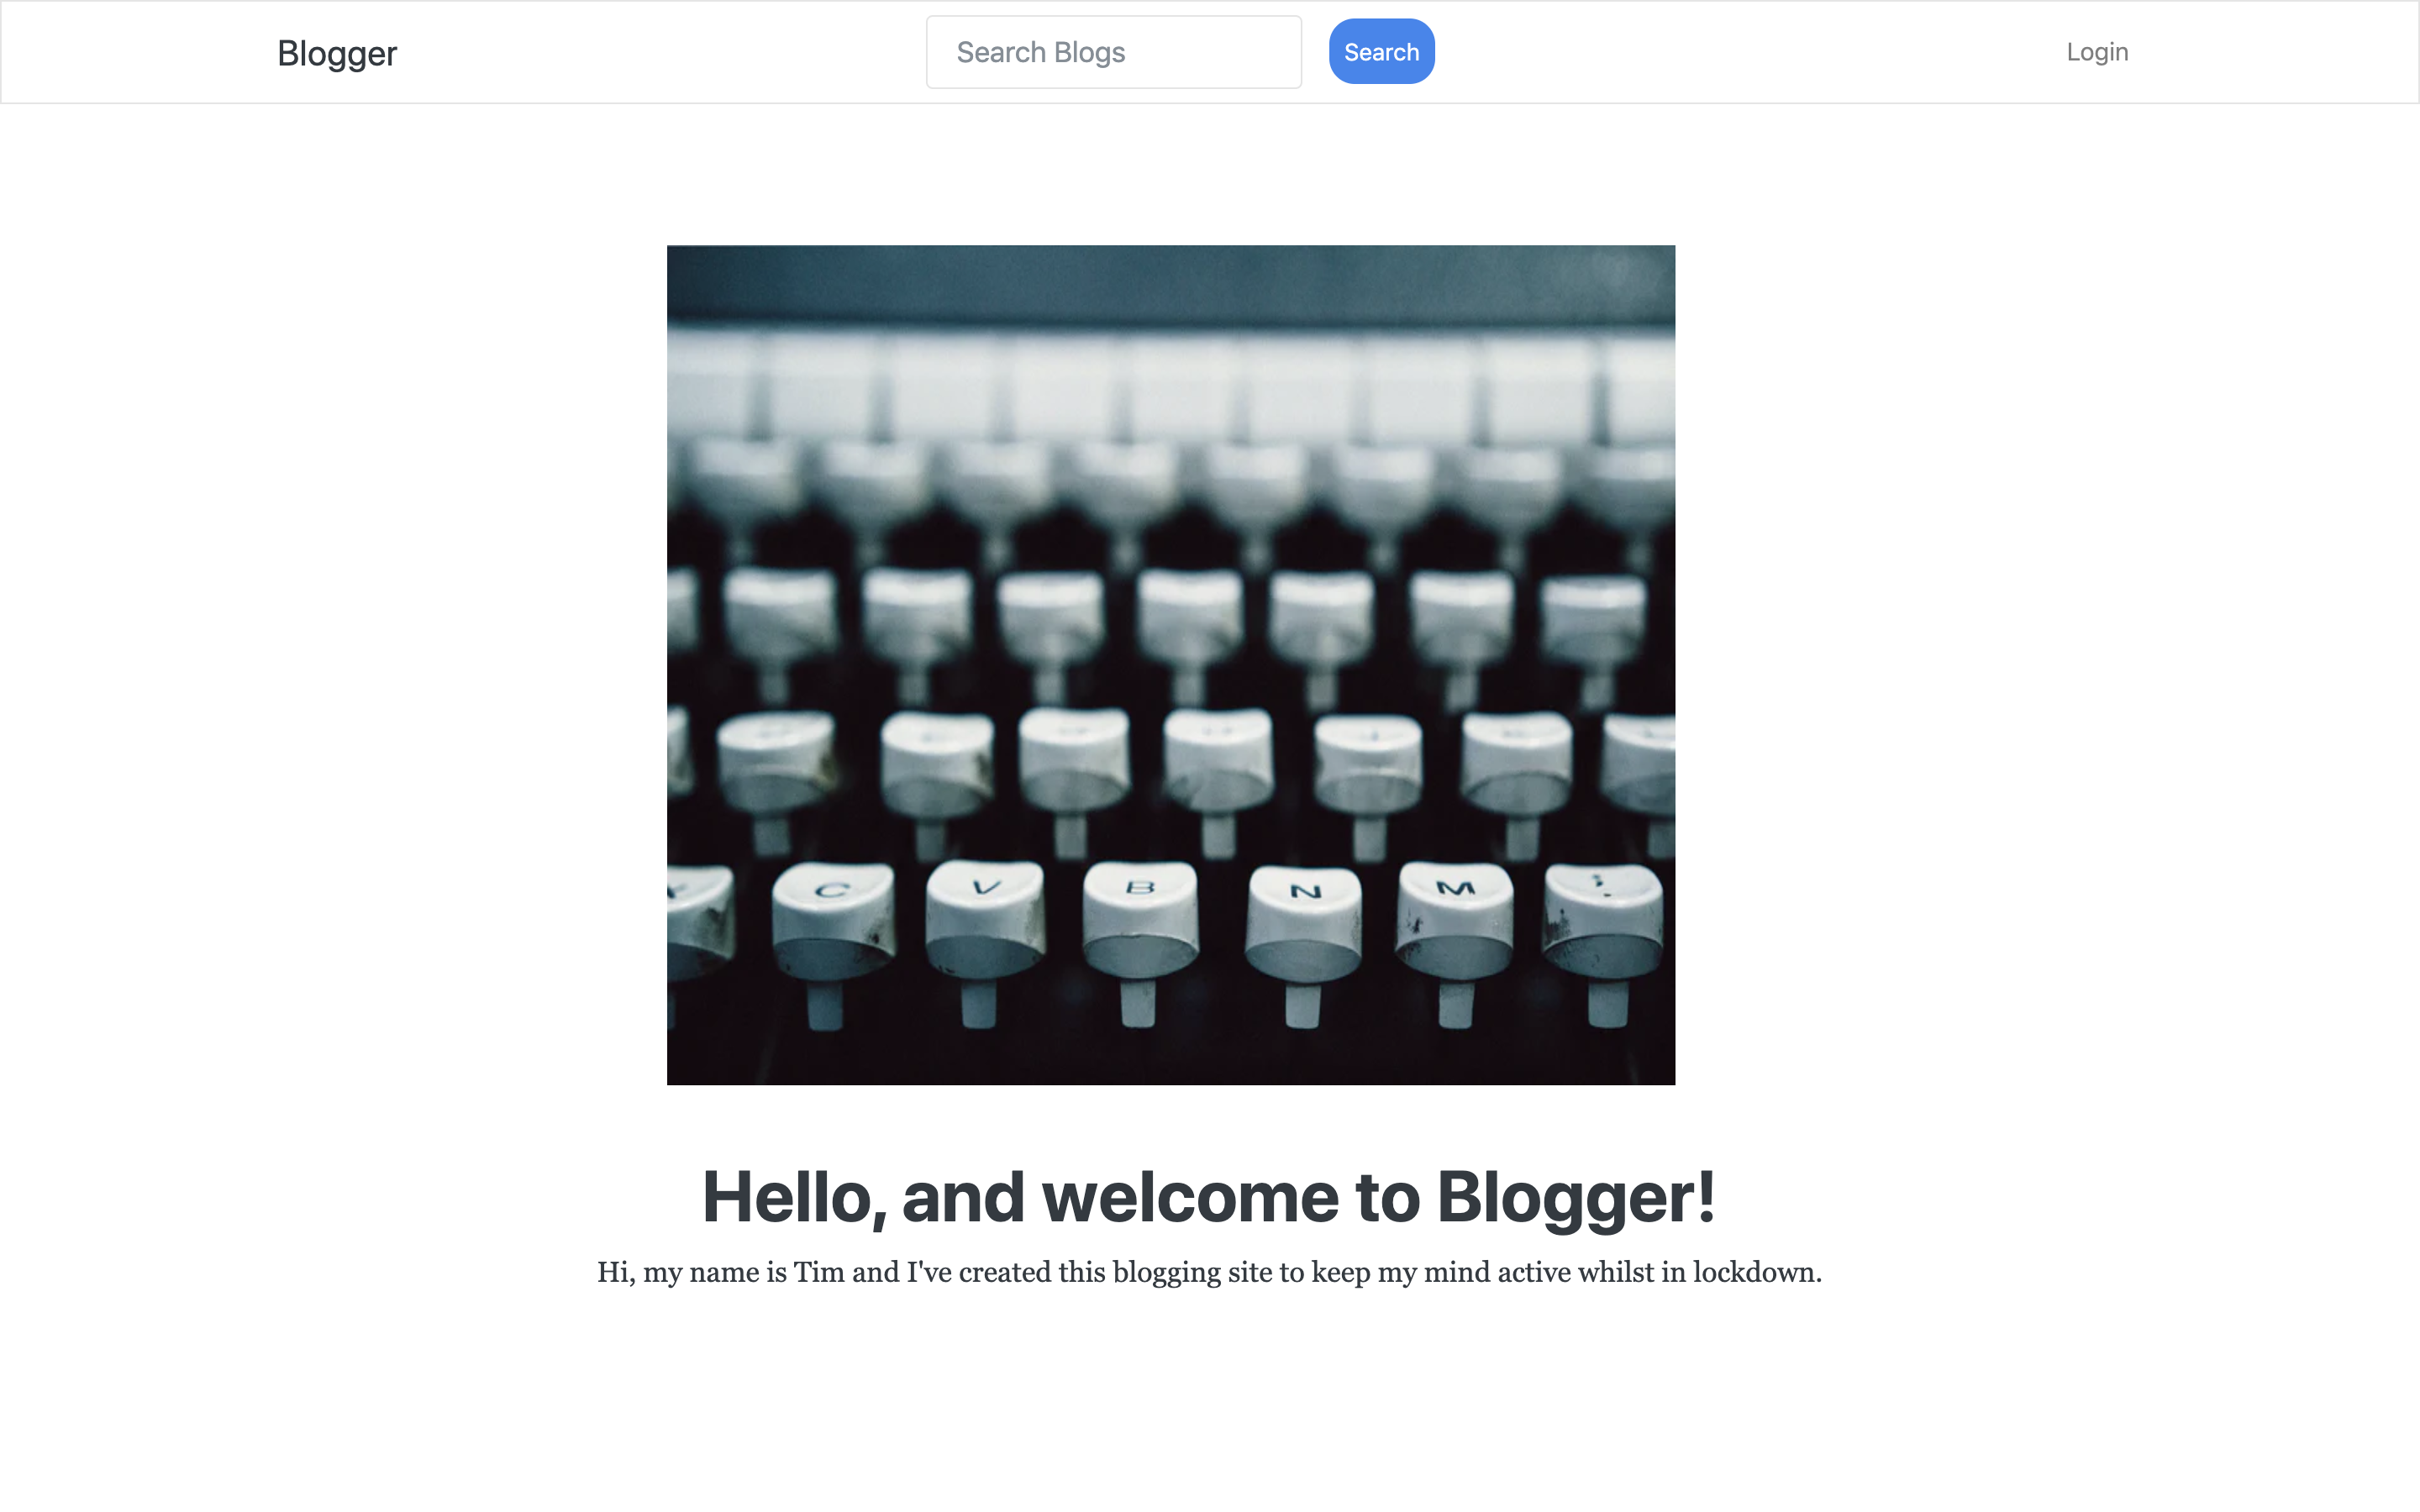 Blogger
Search Blogs
Search
Login
C V B N M
Hello, and welcome to Blogger!
Hi, my name is Tim and I've created this blogging site to keep my mind active whilst in lockdown.